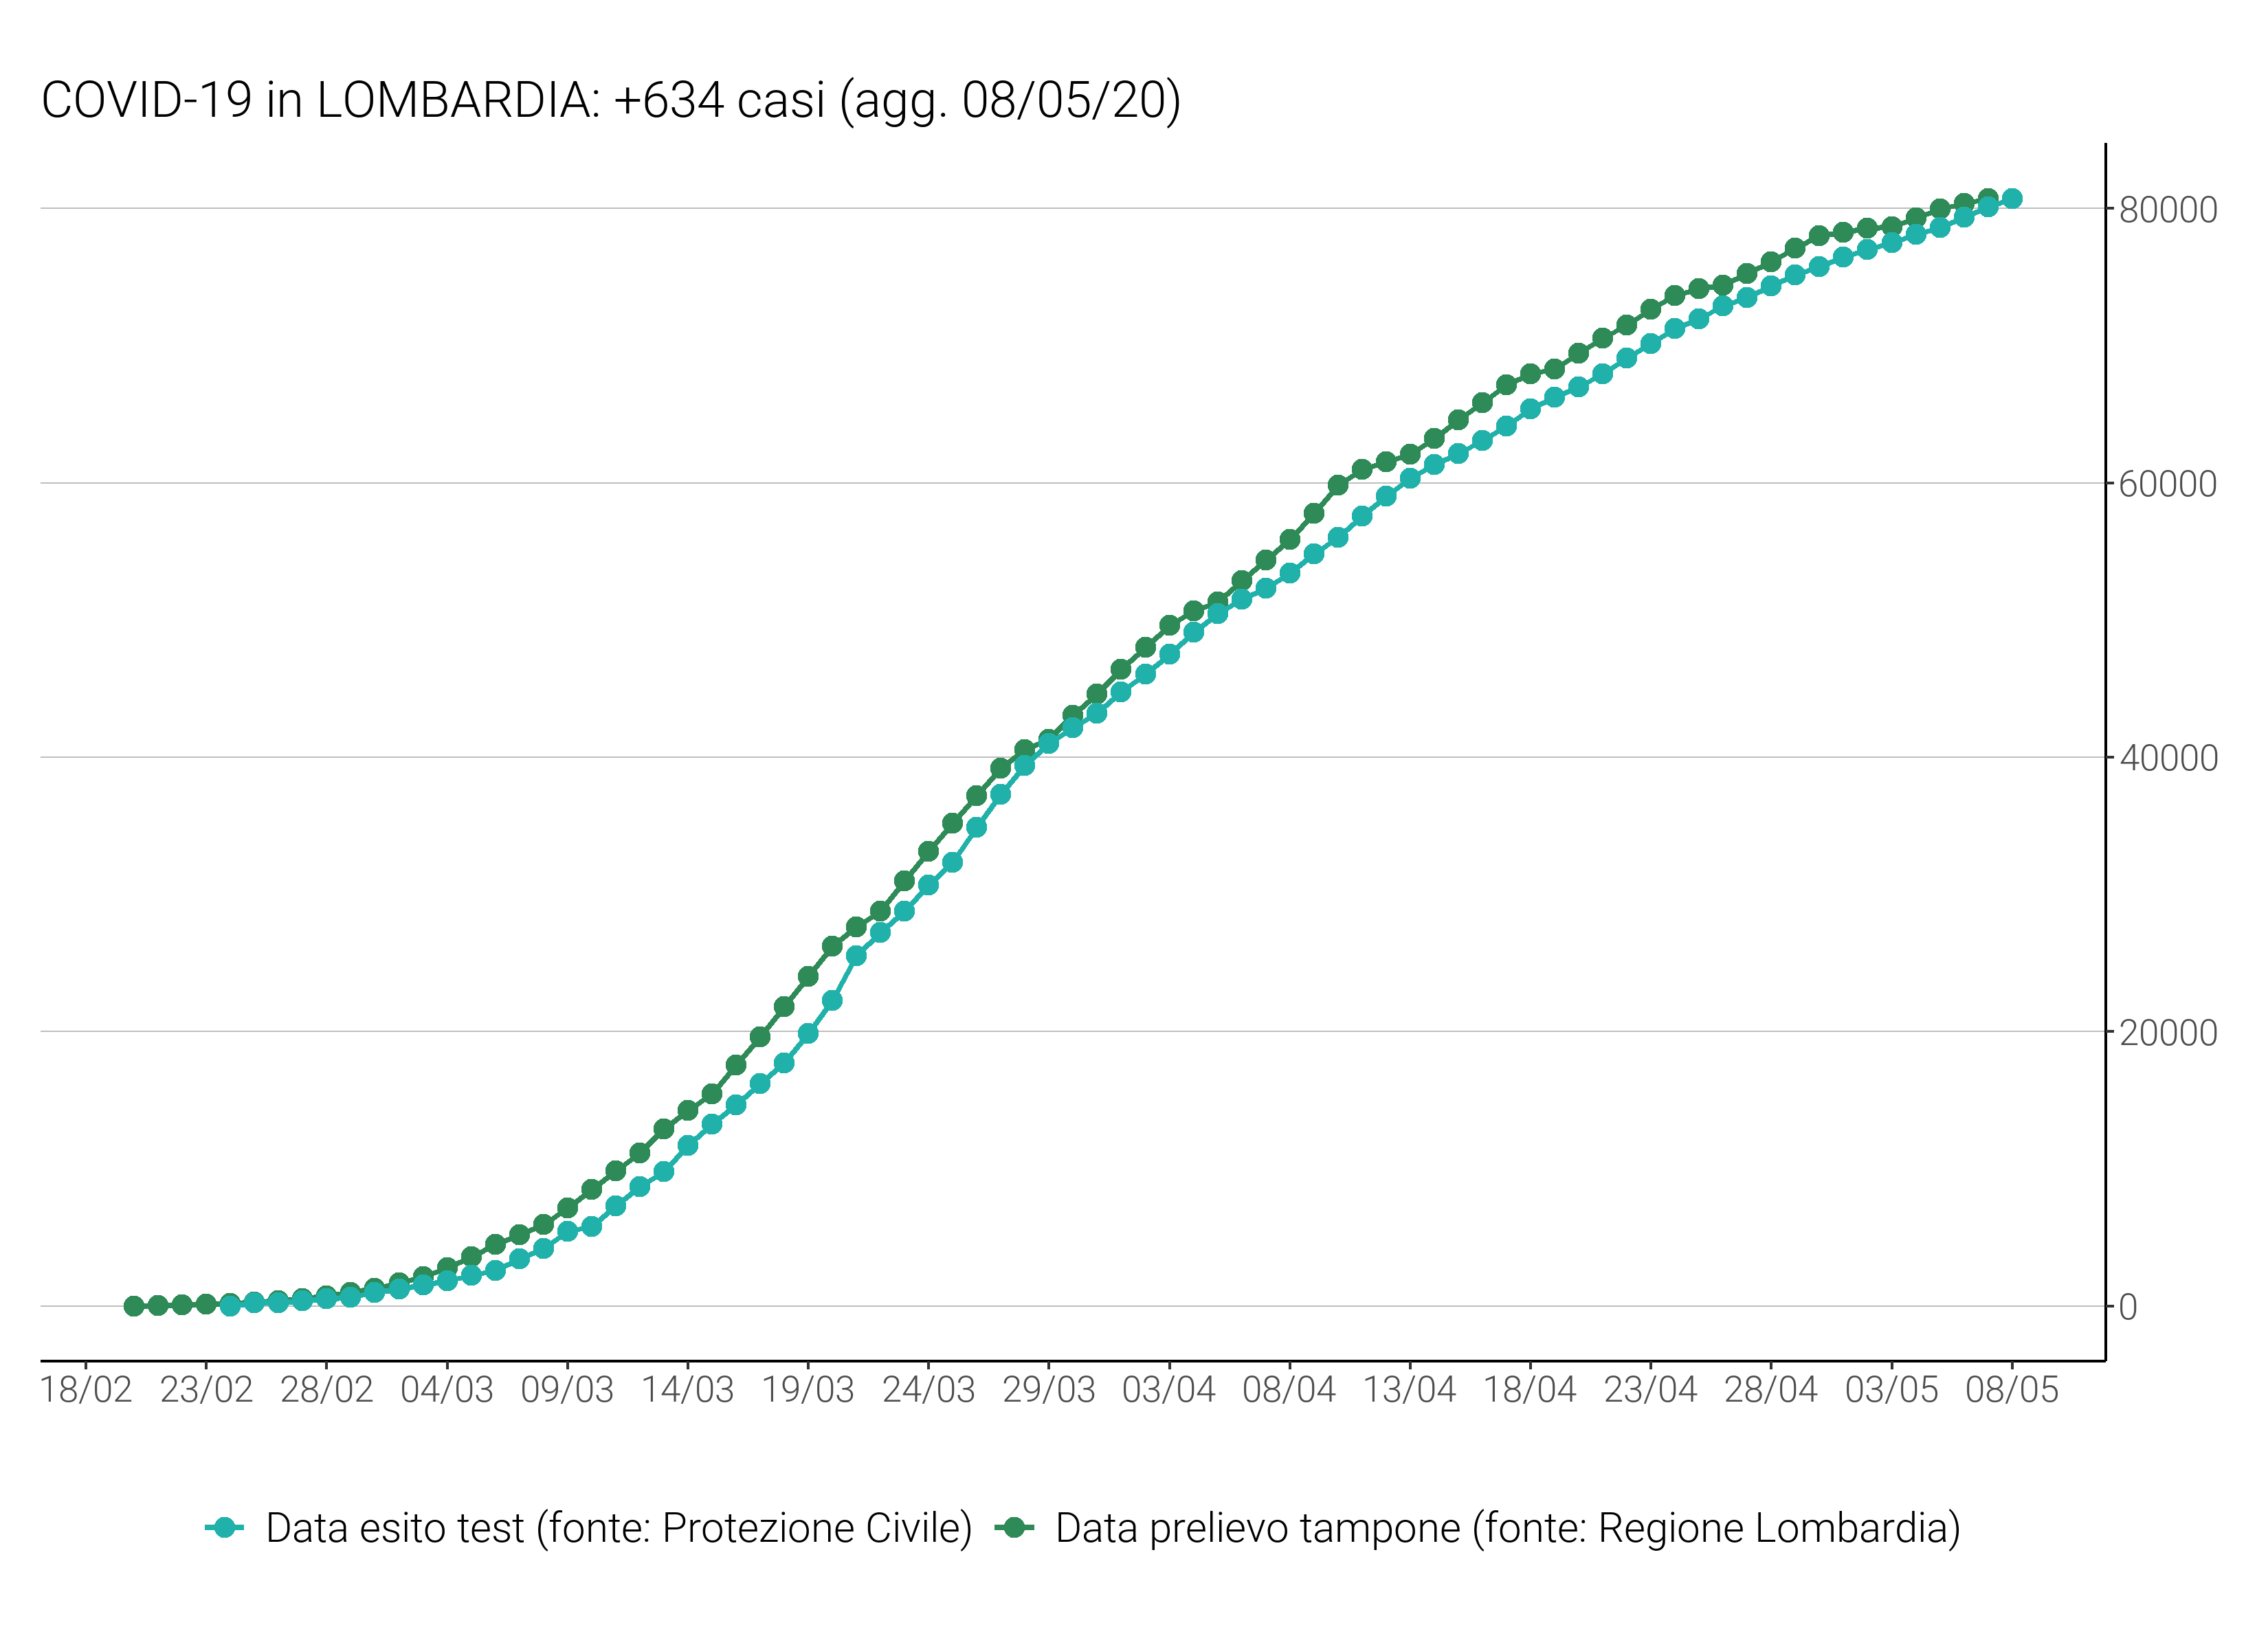 COVID-19 in LOMBARDIA: +634 casi (agg. 08/05/20)
80000
60000
40000
20000
0
18/02 23/02 28/02 04/03 09/03 14/03 19/03 24/03 29/03 03/04 08/04 13/04 18/04 23/04 28/04 03/05 08/05
Data esito test (fonte: Protezione Civile) Data prelievo tampone (fonte: Regione Lombardia)